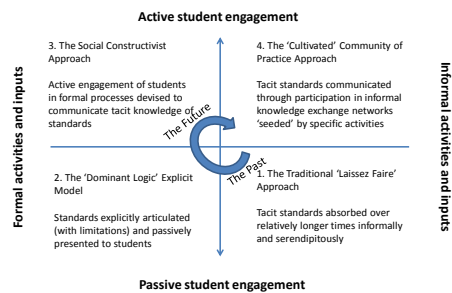 Active student engagement
3. The Social Constructivist
Approach
Active engagement of students
in formal processes devised to
communicate tacit knowledge of
standards
4. The ‘Cultivated’ Community of
Practice Approach
Tacit standards communicated
through participation in informal
knowledge exchange networks
‘seeded’ by specific activities
Formal activities and inputs
Informal activities
and inputs
The Future
The Past
2. The ‘Dominant Logic’ Explicit
Model
Standards explicitly articulated
(with limitations) and passively
presented to students
1. The Traditional ‘Laissez Faire’
Approach
Tacit standards absorbed over
relatively longer times informally
and serendipitously
Passive student engagement